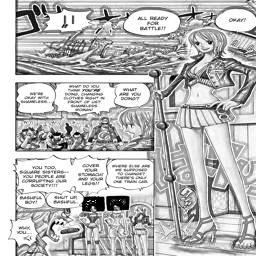 !!
ALL READY
FOR
BATTLE!!
OKAY!
WE'RE
OKAY WITH
SHAMELESS...
WHAT DO YOU
THINK YOU'RE
DOING, CHANGING
CLOTHES RIGHT IN
FRONT OF US?
SHAMELESS
WOMAN!
WHAT
ARE YOU
DOING?
YOU TOO,
SQUARE SISTERS--
YOU PEOPLE ARE
CORRUPTING OUR
SOCIETY!!!
COVER
YOUR
STOMACH
AND YOUR
LEGS!!
WHERE ELSE ARE
WE SUPPOSED
TO CHANGE?
THERE'S ONLY
ONE TRAIN CAR.
BASHFUL
BOY!
SHUT UP,
BASHFUL.
WHY,
YOU...